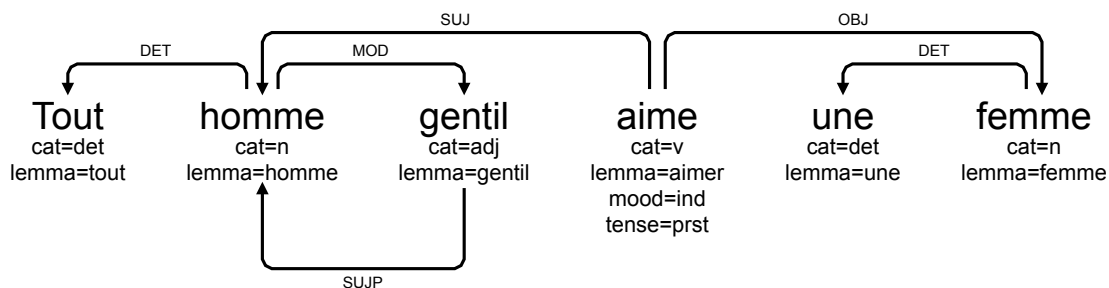 SUJ OBJ
DET MOD DET
Tout homme gentil aime une femme
cat=det cat=n cat=adj cat=v cat=det cat=n
lemma=tout lemma=homme lemma=gentil lemma=aimer lemma=une lemma=femme
mood=ind
tense=prst
SUJP